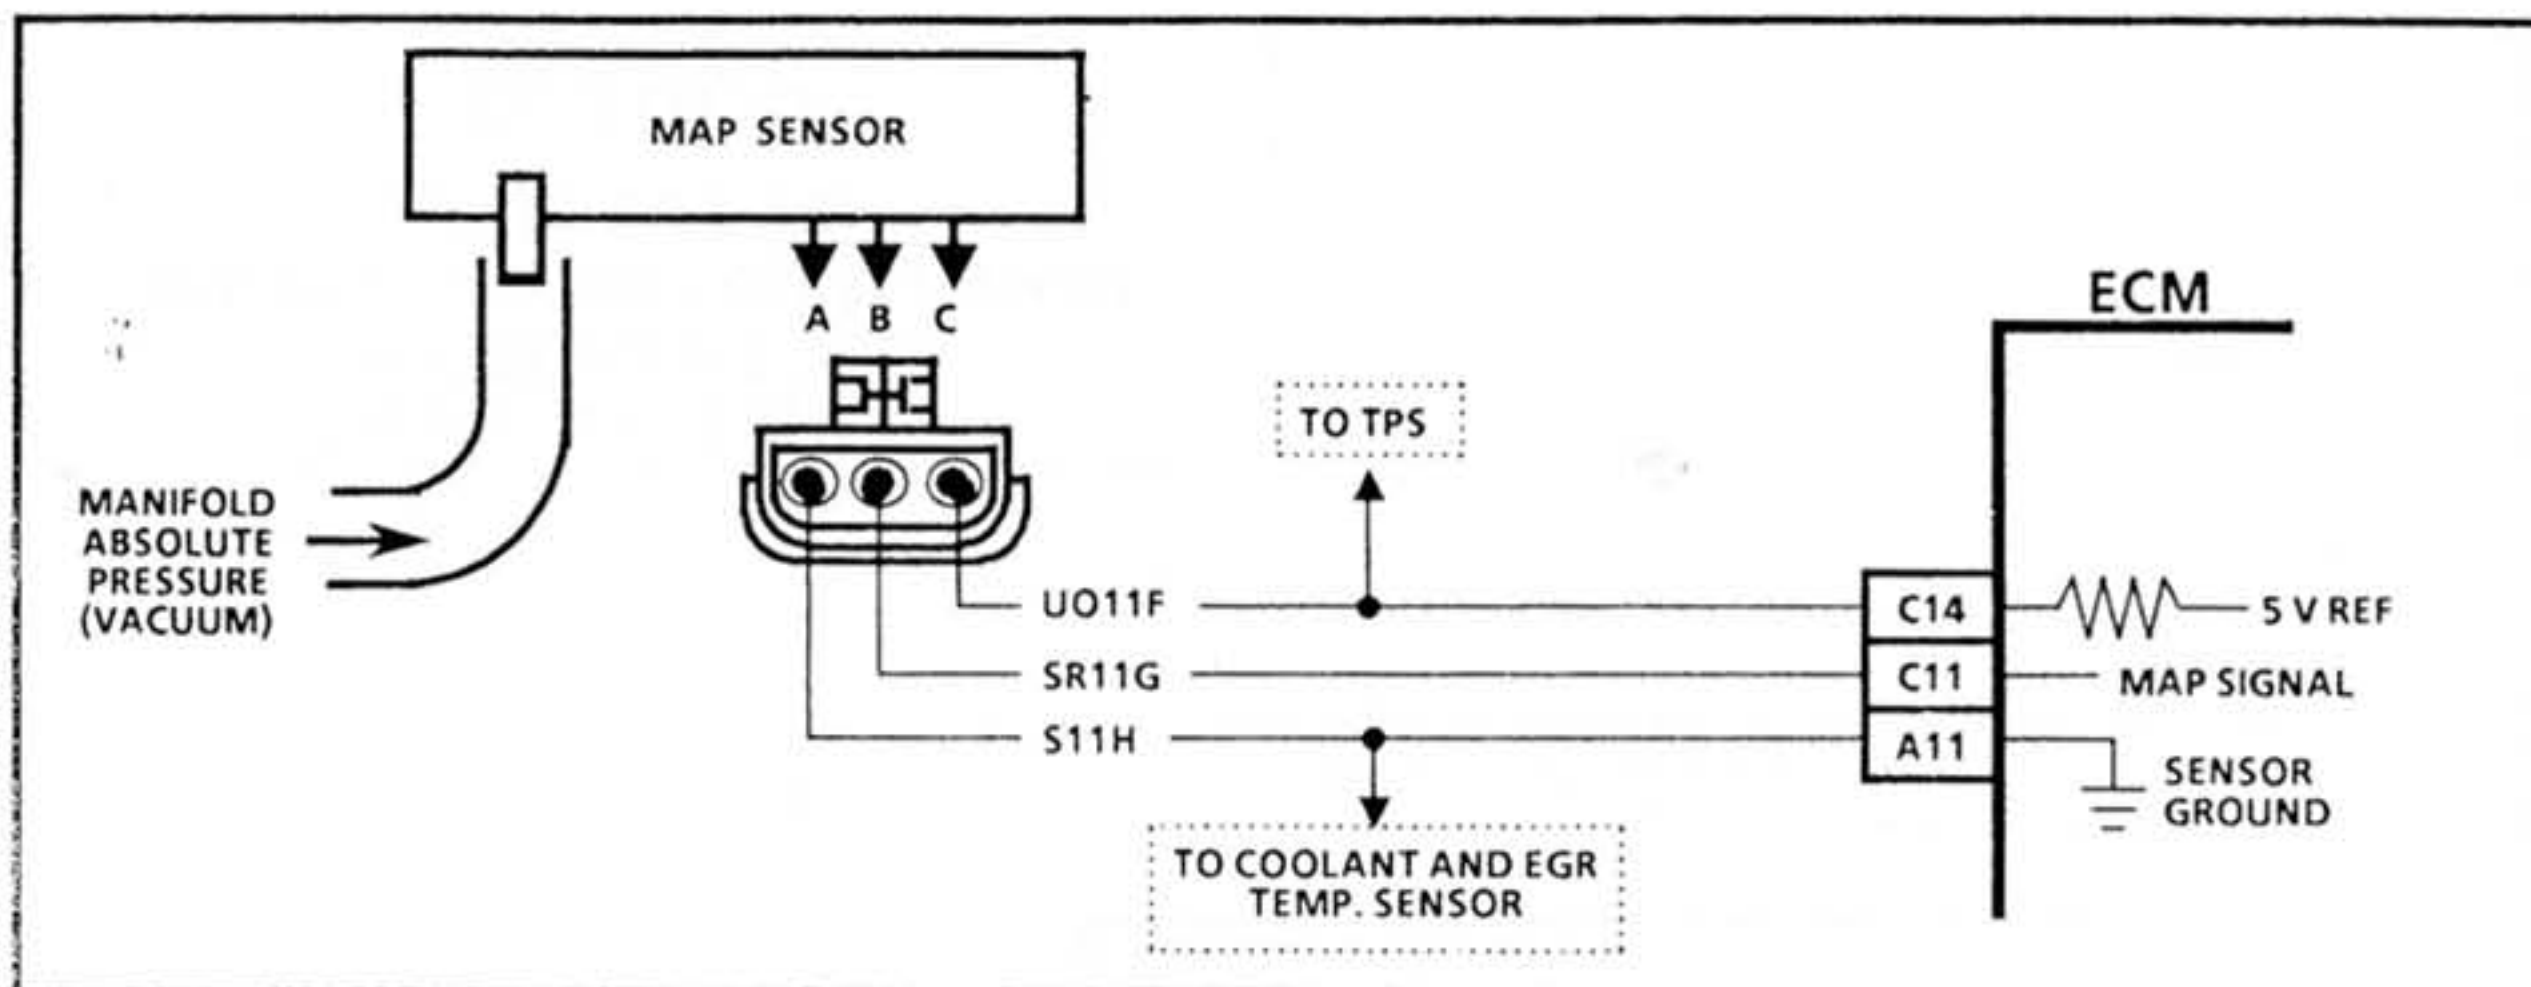 MAP SENSOR
A B C
ECM
TO TPS
MANIFOLD
ABSOLUTE
PRESSURE
(VACUUM)
UO11F
C14
5 V REF
SR11G
C11
MAP SIGNAL
S11H
A11
SENSOR
GROUND
TO COOLANT AND EGR
TEMP. SENSOR